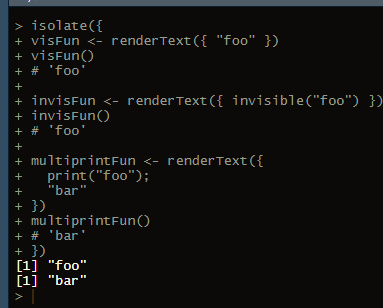 > isolate({
+ visFun <- renderText({ "foo" })
+ visFun()
+ # 'foo'
+
+ invisFun <- renderText({ invisible("foo") })
+ invisFun()
+ # 'foo'
+
+ multiprintFun <- renderText({
+   print("foo");
+   "bar"
+ })
+ multiprintFun()
+ # 'bar'
+ })
[1] "foo"
[1] "bar"
>